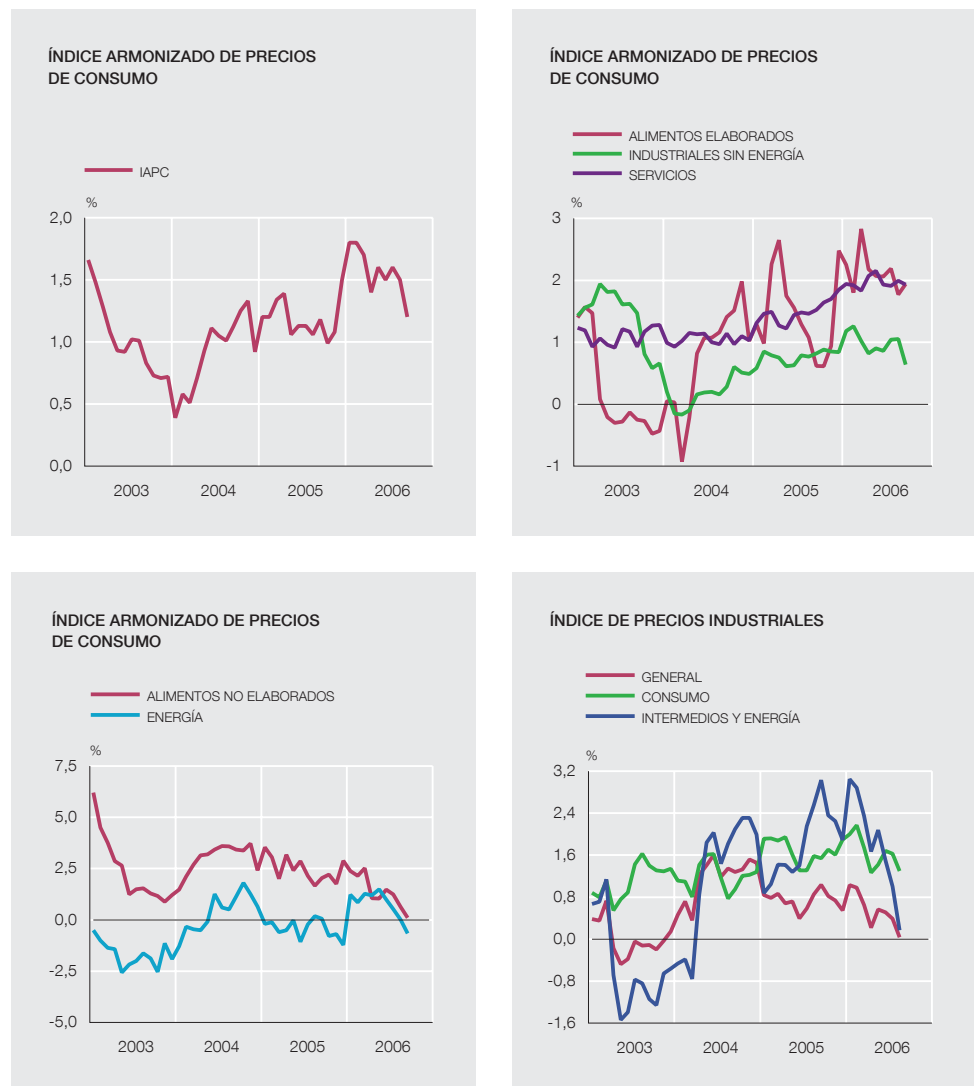 ÍNDICE ARMONIZADO DE PRECIOS
DE CONSUMO
IAPC
%
2,0
1,5
1,0
0,5
0,0
2003 2004 2005 2006
ÍNDICE ARMONIZADO DE PRECIOS
DE CONSUMO
ALIMENTOS ELABORADOS
INDUSTRIALES SIN ENERGÍA
SERVICIOS
%
3
2
1
0
-1
2003 2004 2005 2006
ÍNDICE ARMONIZADO DE PRECIOS
DE CONSUMO
ALIMENTOS NO ELABORADOS
ENERGÍA
%
7,5
5,0
2,5
0,0
-2,5
-5,0
2003 2004 2005 2006
ÍNDICE DE PRECIOS INDUSTRIALES
GENERAL
CONSUMO
INTERMEDIOS Y ENERGÍA
%
3,2
2,4
1,6
0,8
0,0
-0,8
-1,6
2003 2004 2005 2006